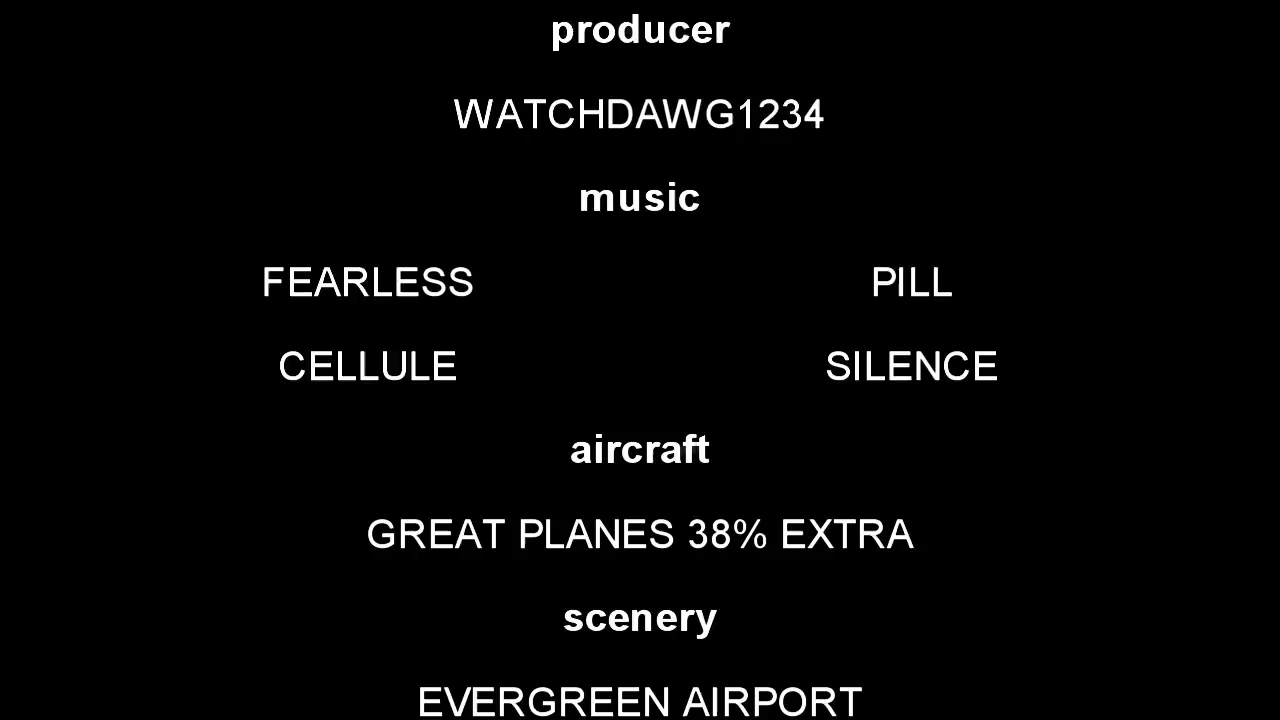 producer
WATCHDAWG1234
music
FEARLESS PILL
CELLULE SILENCE
aircraft
GREAT PLANES 38% EXTRA
scenery
EVERGREEN AIRPORT